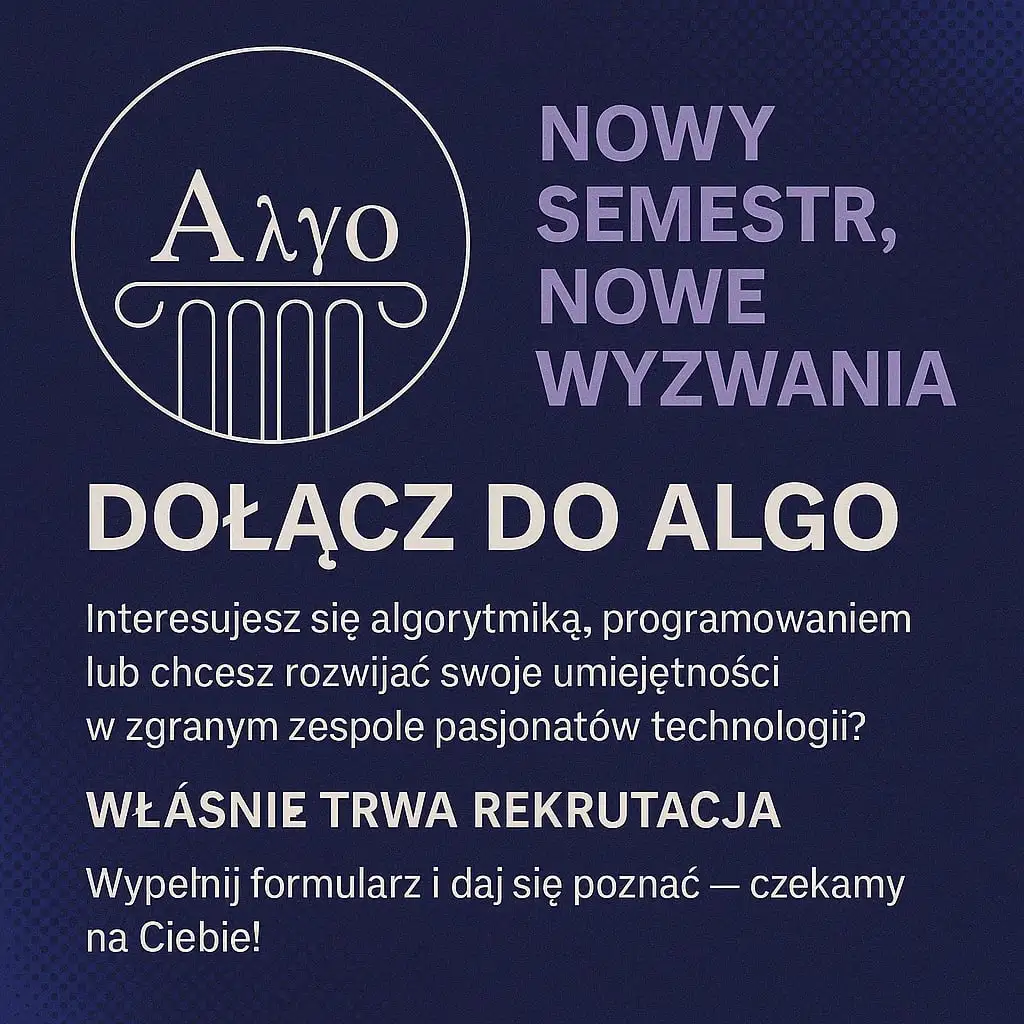 Αλγο
NOWY
SEMESTR,
NOWE
WYZWANIA
DOŁĄCZ DO ALGO
Interesujesz się algorytmiką, programowaniem
lub chcesz rozwijać swoje umiejętności
w zgranym zespole pasjonatów technologii?
WŁÁSNIE TRWA REKRUTACJA
Wypełnij formularz i daj się poznać — czekamy
na Ciebie!